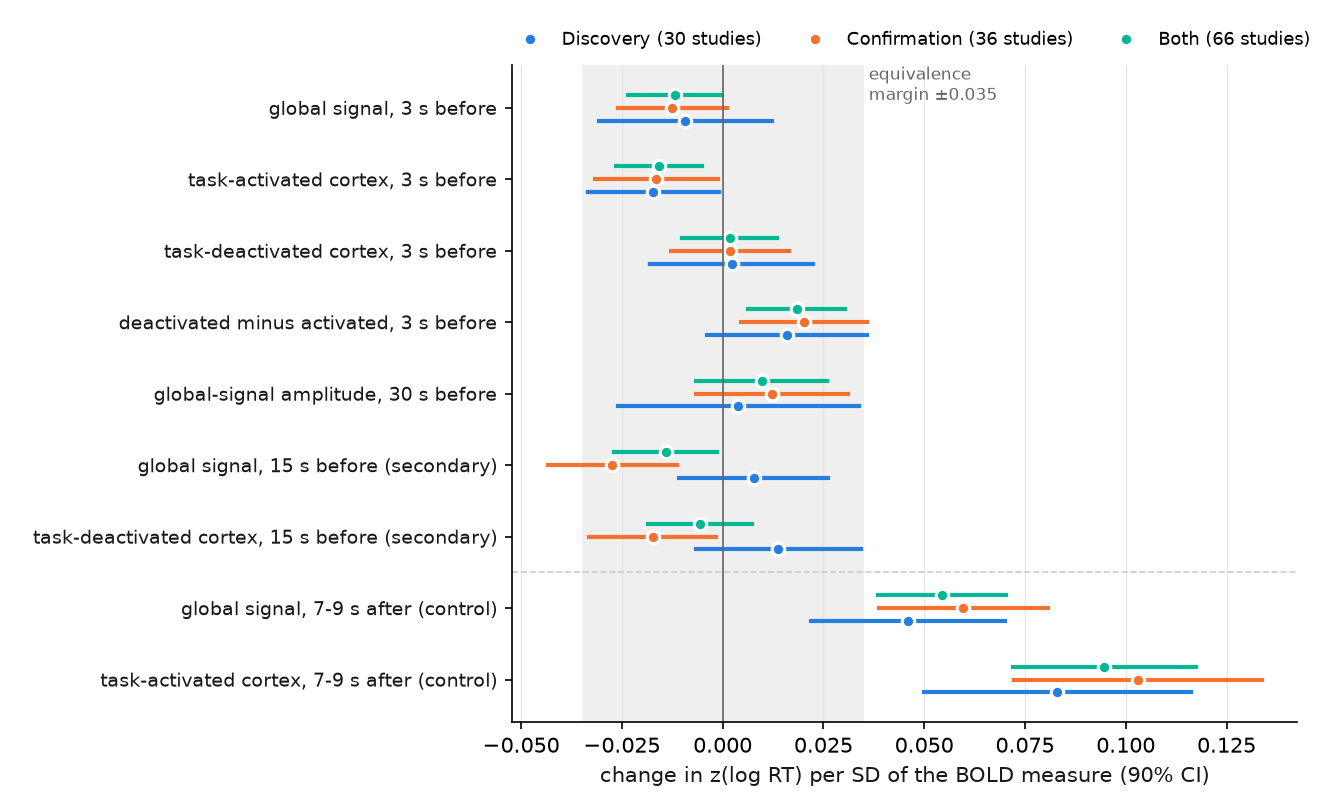 Discovery (30 studies) Confirmation (36 studies) Both (66 studies)
equivalence
margin ±0.035
global signal, 3 s before
task-activated cortex, 3 s before
task-deactivated cortex, 3 s before
deactivated minus activated, 3 s before
global-signal amplitude, 30 s before
global signal, 15 s before (secondary)
task-deactivated cortex, 15 s before (secondary)
global signal, 7-9 s after (control)
task-activated cortex, 7-9 s after (control)
−0.050 −0.025 0.000 0.025 0.050 0.075 0.100 0.125
change in z(log RT) per SD of the BOLD measure (90% CI)